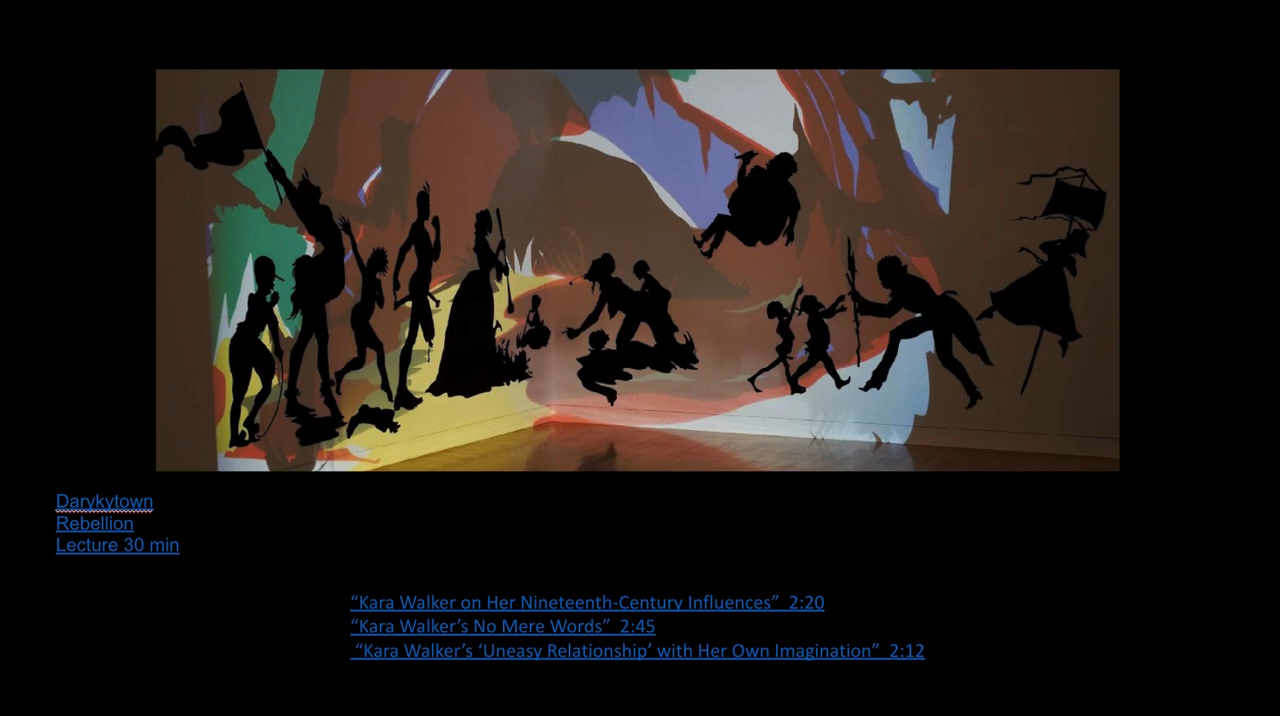 Darykytown
Rebellion
Lecture 30 min
“Kara Walker on Her Nineteenth-Century Influences”  2:20
“Kara Walker’s No Mere Words”  2:45
“Kara Walker’s ‘Uneasy Relationship’ with Her Own Imagination”  2:12